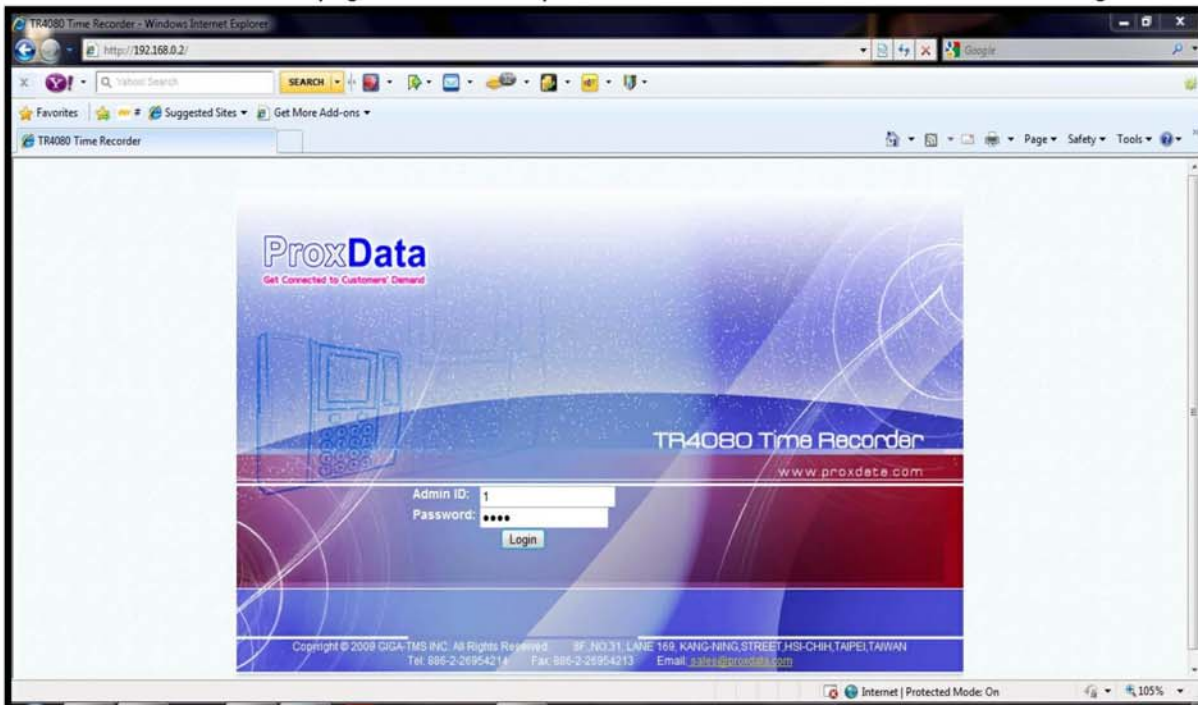 TR4080 Time Recorder - Windows Internet Explorer
http://192.168.0.2/
Google
x Y! Yahoo! Search SEARCH
Favorites Suggested Sites Get More Add-ons
TR4080 Time Recorder
Page Safety Tools
ProxData
Get Connected to Customers' Demand
TR4080 Time Recorder
www.proxdata.com
Admin ID: 1
Password: ••••
Login
Copyright © 2009 GIGA-TMS INC. All Rights Reserved 8F, NO.31, LANE 169, KANG-NING, STREET, HSI-CHIH, TAIPEI, TAIWAN
Tel: 886-2-26954214 Fax: 886-2-26954213 Email: sales@proxdata.com
Internet | Protected Mode: On 105%